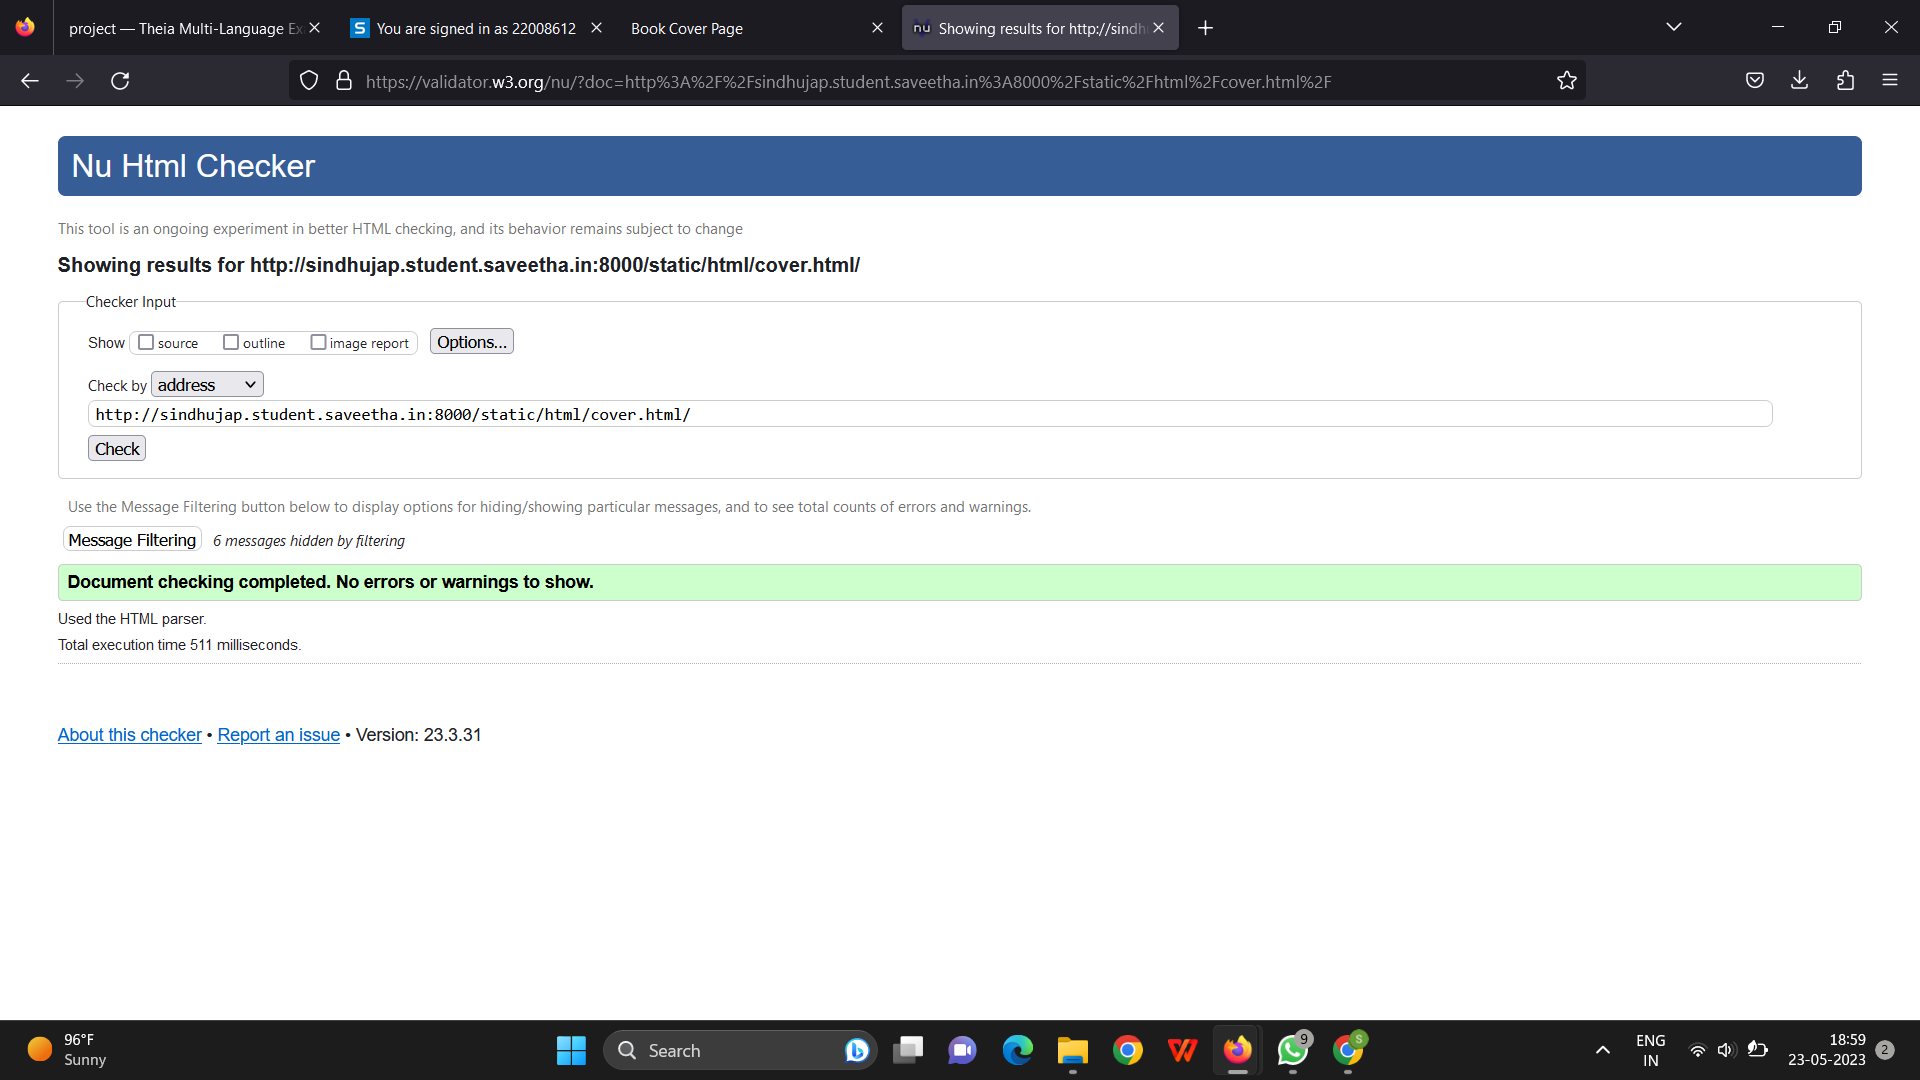 project — Theia Multi-Language Ex
You are signed in as 22008612
Book Cover Page
Showing results for http://sindh
https://validator.w3.org/nu/?doc=http%3A%2F%2Fsindhujap.student.saveetha.in%3A8000%2Fstatic%2Fhtml%2Fcover.html%2F
Nu Html Checker
This tool is an ongoing experiment in better HTML checking, and its behavior remains subject to change
Showing results for http://sindhujap.student.saveetha.in:8000/static/html/cover.html/
Checker Input
Show source outline image report Options...
Check by address
http://sindhujap.student.saveetha.in:8000/static/html/cover.html/
Check
Use the Message Filtering button below to display options for hiding/showing particular messages, and to see total counts of errors and warnings.
Message Filtering 6 messages hidden by filtering
Document checking completed. No errors or warnings to show.
Used the HTML parser.
Total execution time 511 milliseconds.
About this checker • Report an issue • Version: 23.3.31
96°F
Sunny
Search
9
S
ENG
IN
18:59
23-05-2023
2